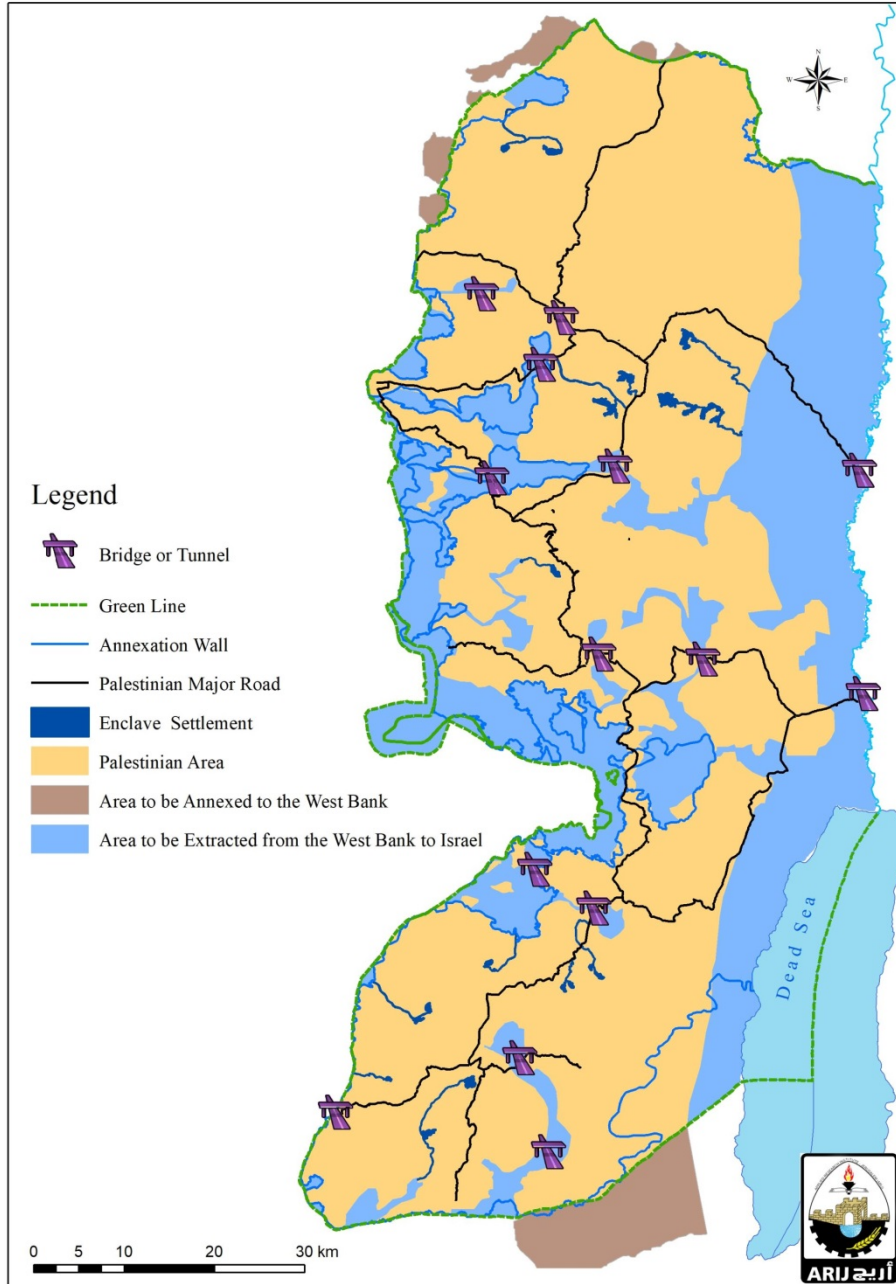 N
W
E
S
Legend
Bridge or Tunnel
Green Line
Annexation Wall
Palestinian Major Road
Enclave Settlement
Palestinian Area
Area to be Annexed to the West Bank
Area to be Extracted from the West Bank to Israel
Dead Sea
0 5 10 20 30 km
ARIJ أريج